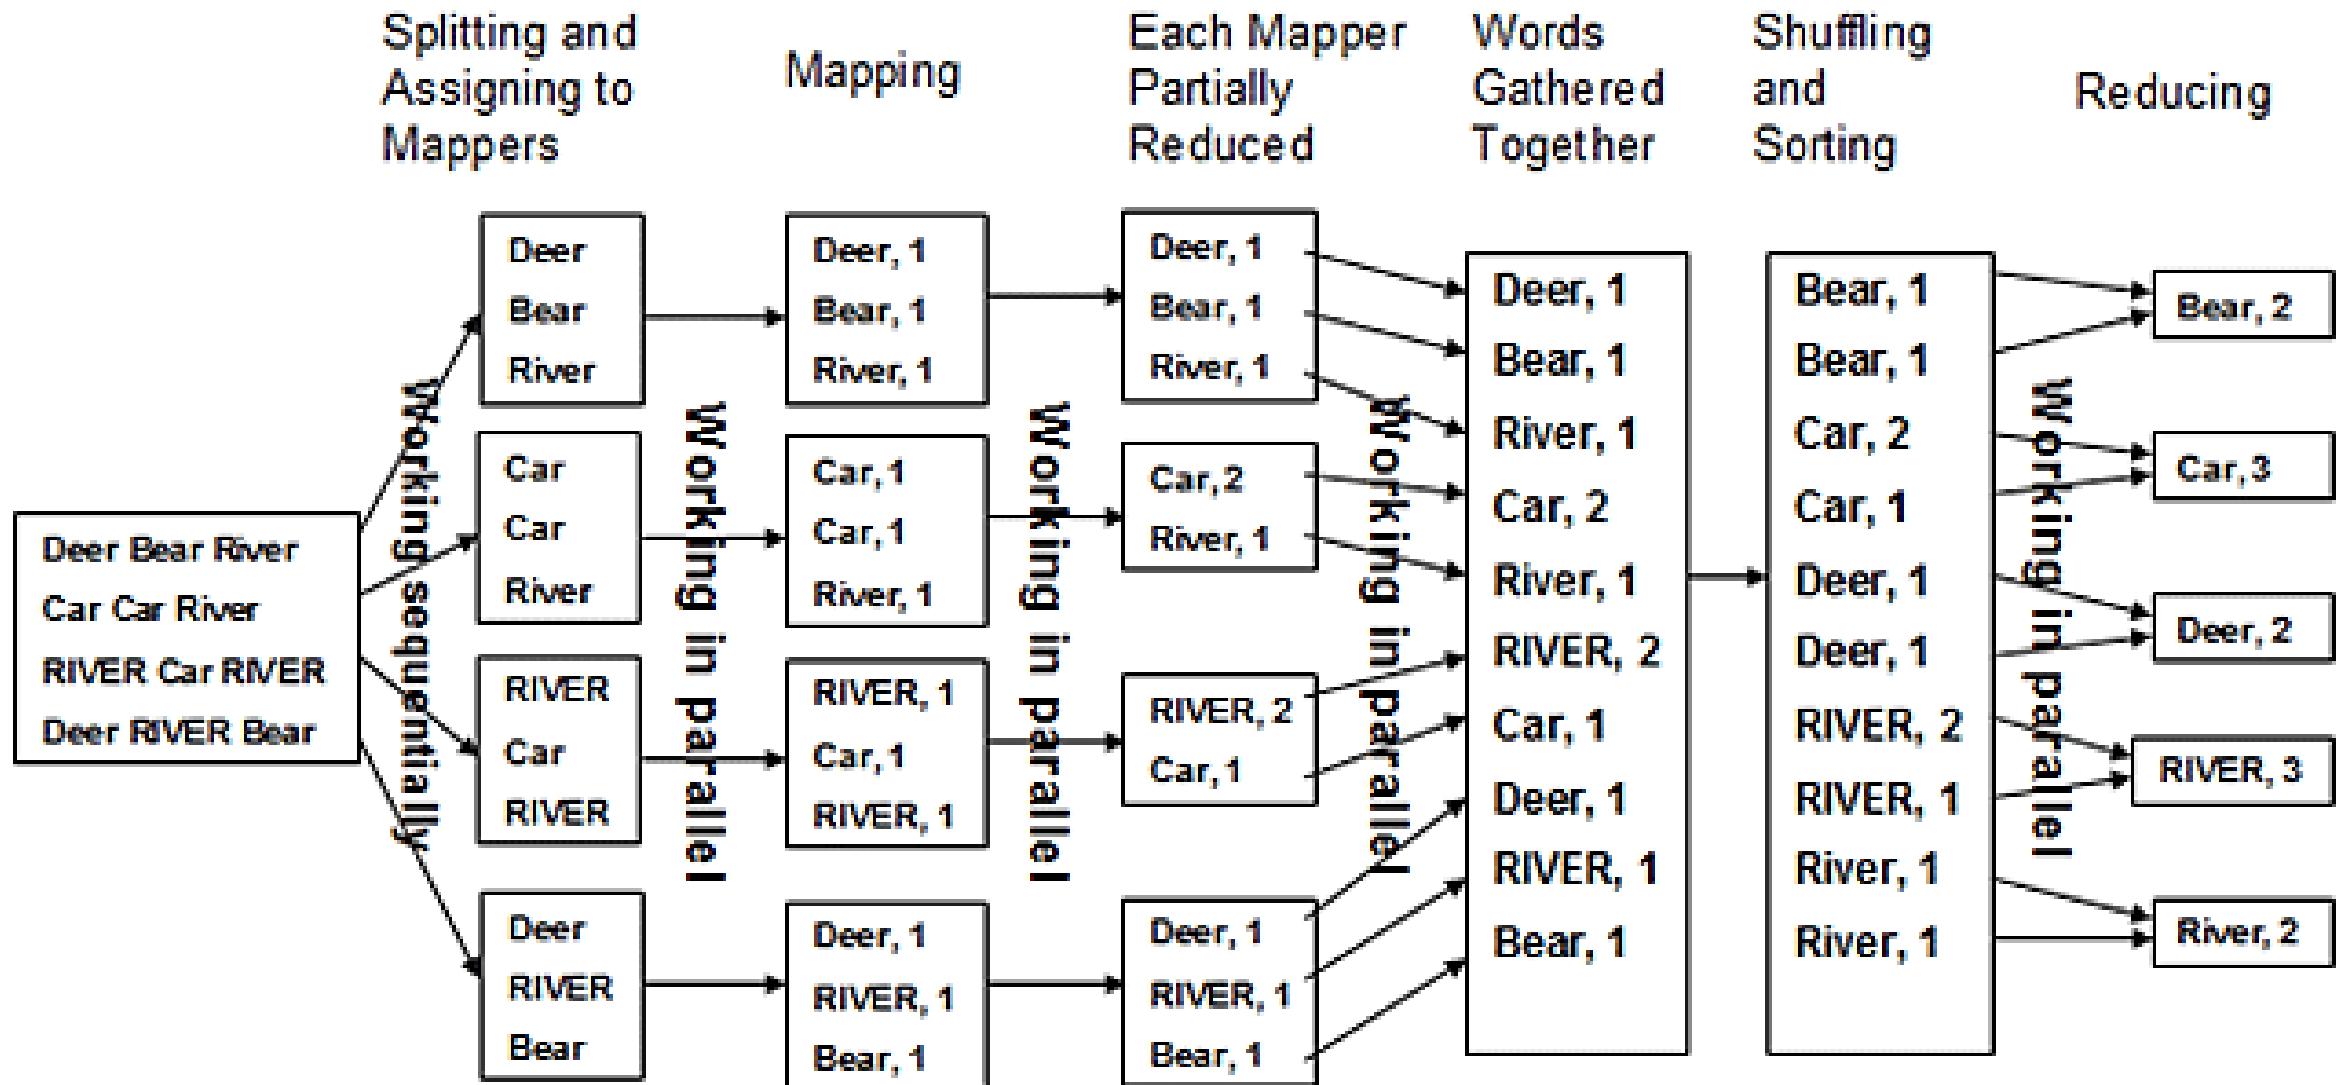 Splitting and
Assigning to
Mappers
Mapping
Each Mapper
Partially
Reduced
Words
Gathered
Together
Shuffling
and
Sorting
Reducing
Deer Bear River
Car Car River
RIVER Car RIVER
Deer RIVER Bear
Working sequentially
Deer
Bear
River
Car
Car
River
RIVER
Car
RIVER
Deer
RIVER
Bear
Working in parallel
Deer, 1
Bear, 1
River, 1
Car, 1
Car, 1
River, 1
RIVER, 1
Car, 1
RIVER, 1
Deer, 1
RIVER, 1
Bear, 1
Working in parallel
Deer, 1
Bear, 1
River, 1
Car, 2
River, 1
RIVER, 2
Car, 1
Deer, 1
RIVER, 1
Bear, 1
Working in parallel
Deer, 1
Bear, 1
River, 1
Car, 2
River, 1
RIVER, 2
Car, 1
Deer, 1
RIVER, 1
Bear, 1
Bear, 1
Bear, 1
Car, 2
Car, 1
Deer, 1
Deer, 1
RIVER, 2
RIVER, 1
River, 1
River, 1
Working in parallel
Bear, 2
Car, 3
Deer, 2
RIVER, 3
River, 2